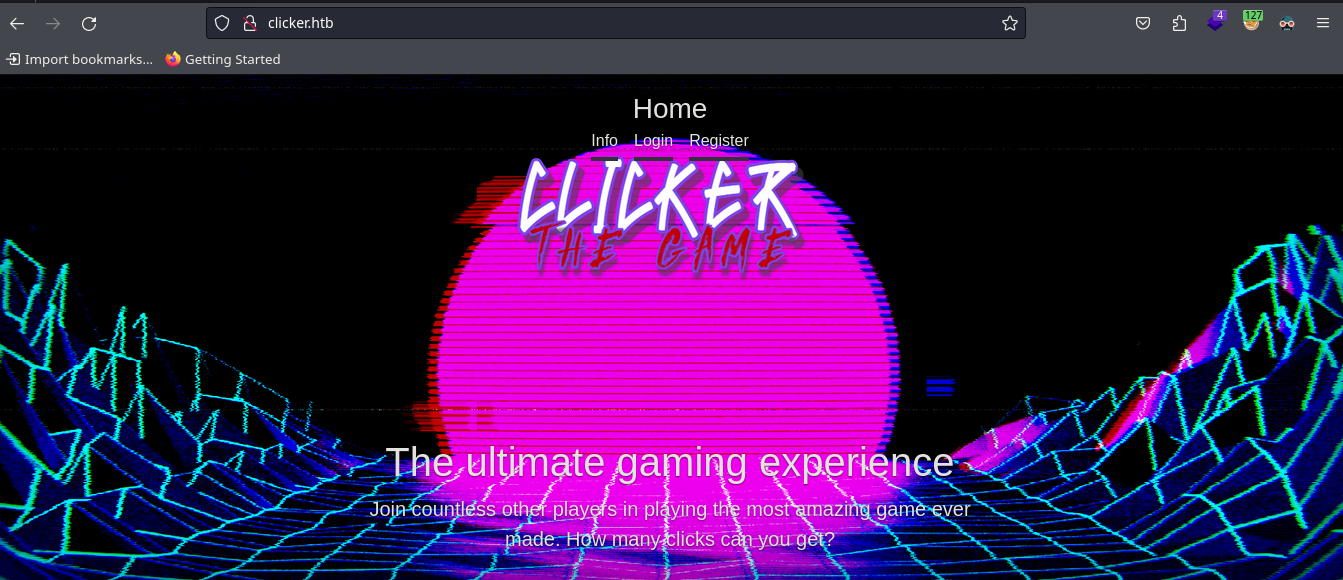 clicker.htb
4
127
Import bookmarks... Getting Started
Home
Info Login Register
CLICKER
THE GAME
The ultimate gaming experience
Join countless other players in playing the most amazing game ever
made. How many clicks can you get?